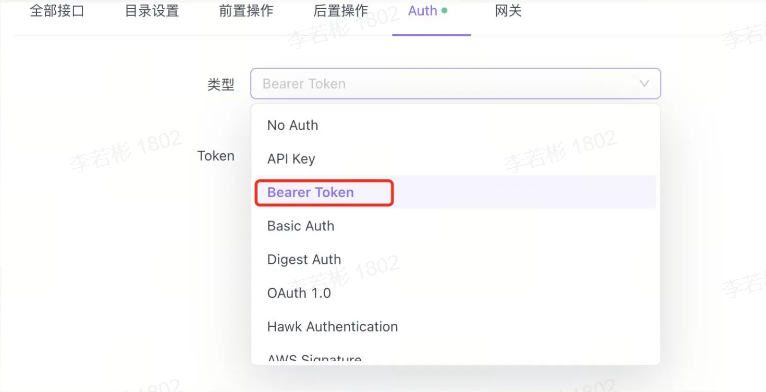 全部接口 目录设置 前置操作 后置操作 Auth 网关
类型 Bearer Token
No Auth
Token API Key
Bearer Token
Basic Auth
Digest Auth
OAuth 1.0
Hawk Authentication
AWS Signature
李若彬 1802
李若彬 1802
李若彬 1802
李若彬 1802